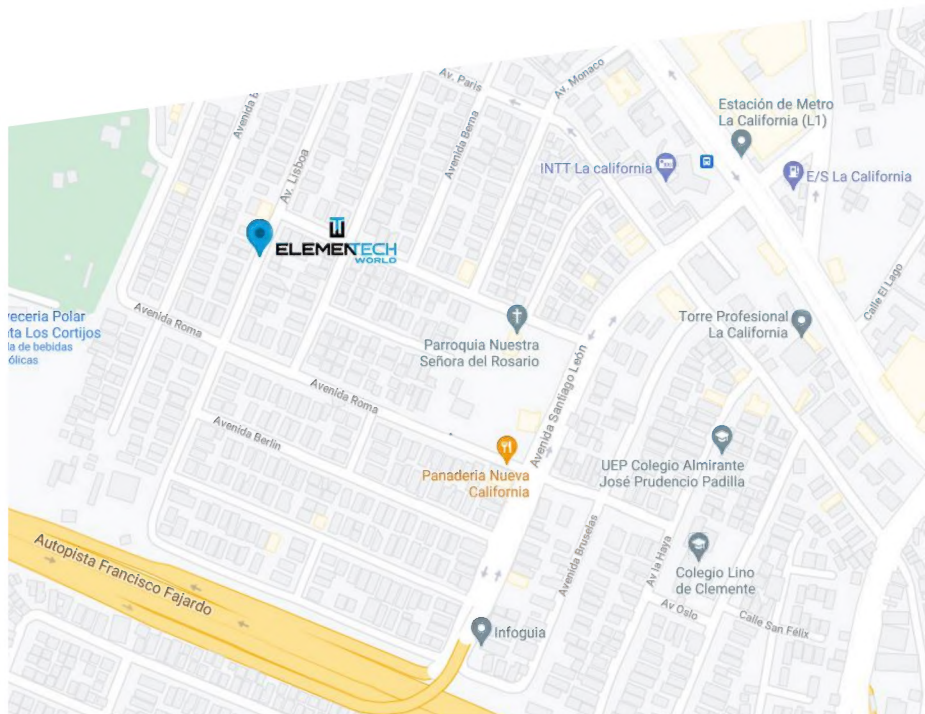 Av. Paris
Av. Monaco
Avenida B
Avenida Berna
Av. Lisboa
Estación de Metro
La California (L1)
INTT La california
E/S La California
ELEMENTECH
WORLD
Calle El Lago
vecería Polar
ta Los Cortijos
la de bebidas
ólicas
Avenida Roma
Parroquia Nuestra
Señora del Rosario
Torre Profesional
La California
Avenida Santiago León
Avenida Roma
Avenida Berlin
Panaderia Nueva
California
UEP Colegio Almirante
José Prudencio Padilla
Avenida Bruselas
Av la Haya
Colegio Lino
de Clemente
Autopista Francisco Fajardo
Av Oslo
Calle San Félix
Infoguia